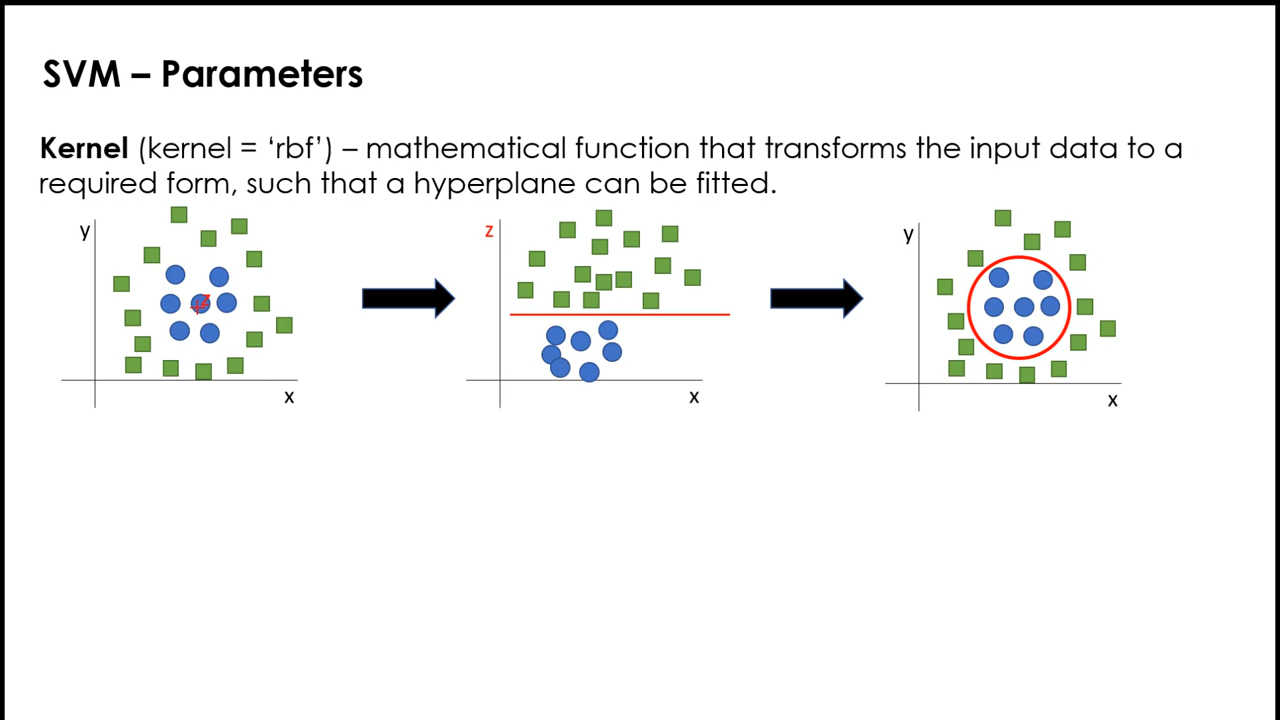 SVM – Parameters
Kernel (kernel = ‘rbf’) – mathematical function that transforms the input data to a
required form, such that a hyperplane can be fitted.
y
x
z
x
y
x